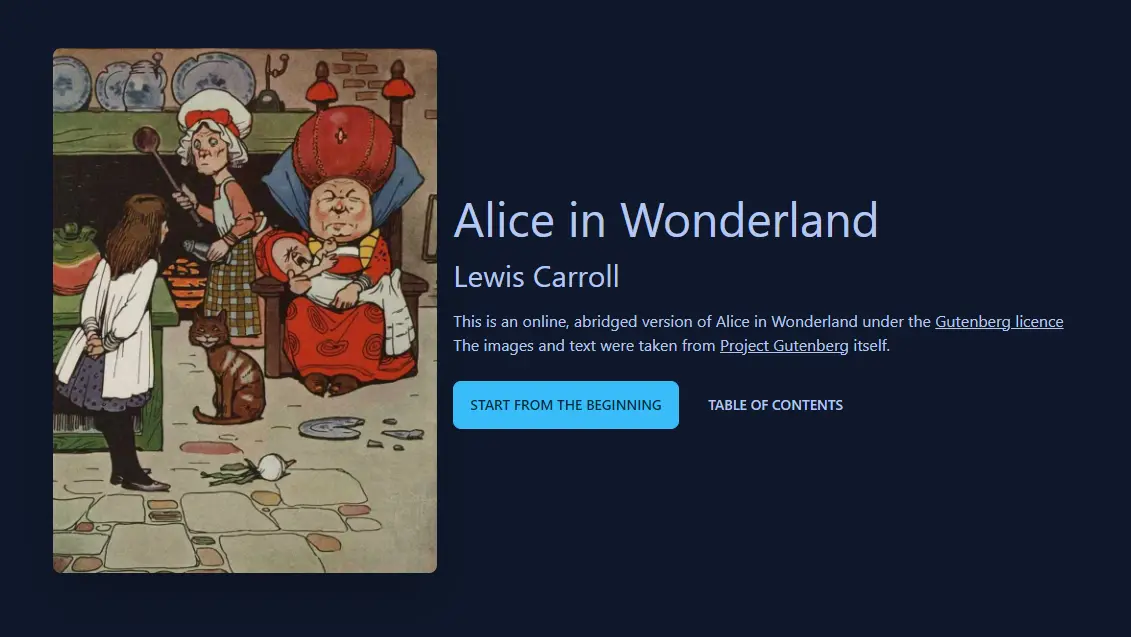 Alice in Wonderland
Lewis Carroll
This is an online, abridged version of Alice in Wonderland under the Gutenberg licence
The images and text were taken from Project Gutenberg itself.
START FROM THE BEGINNING
TABLE OF CONTENTS